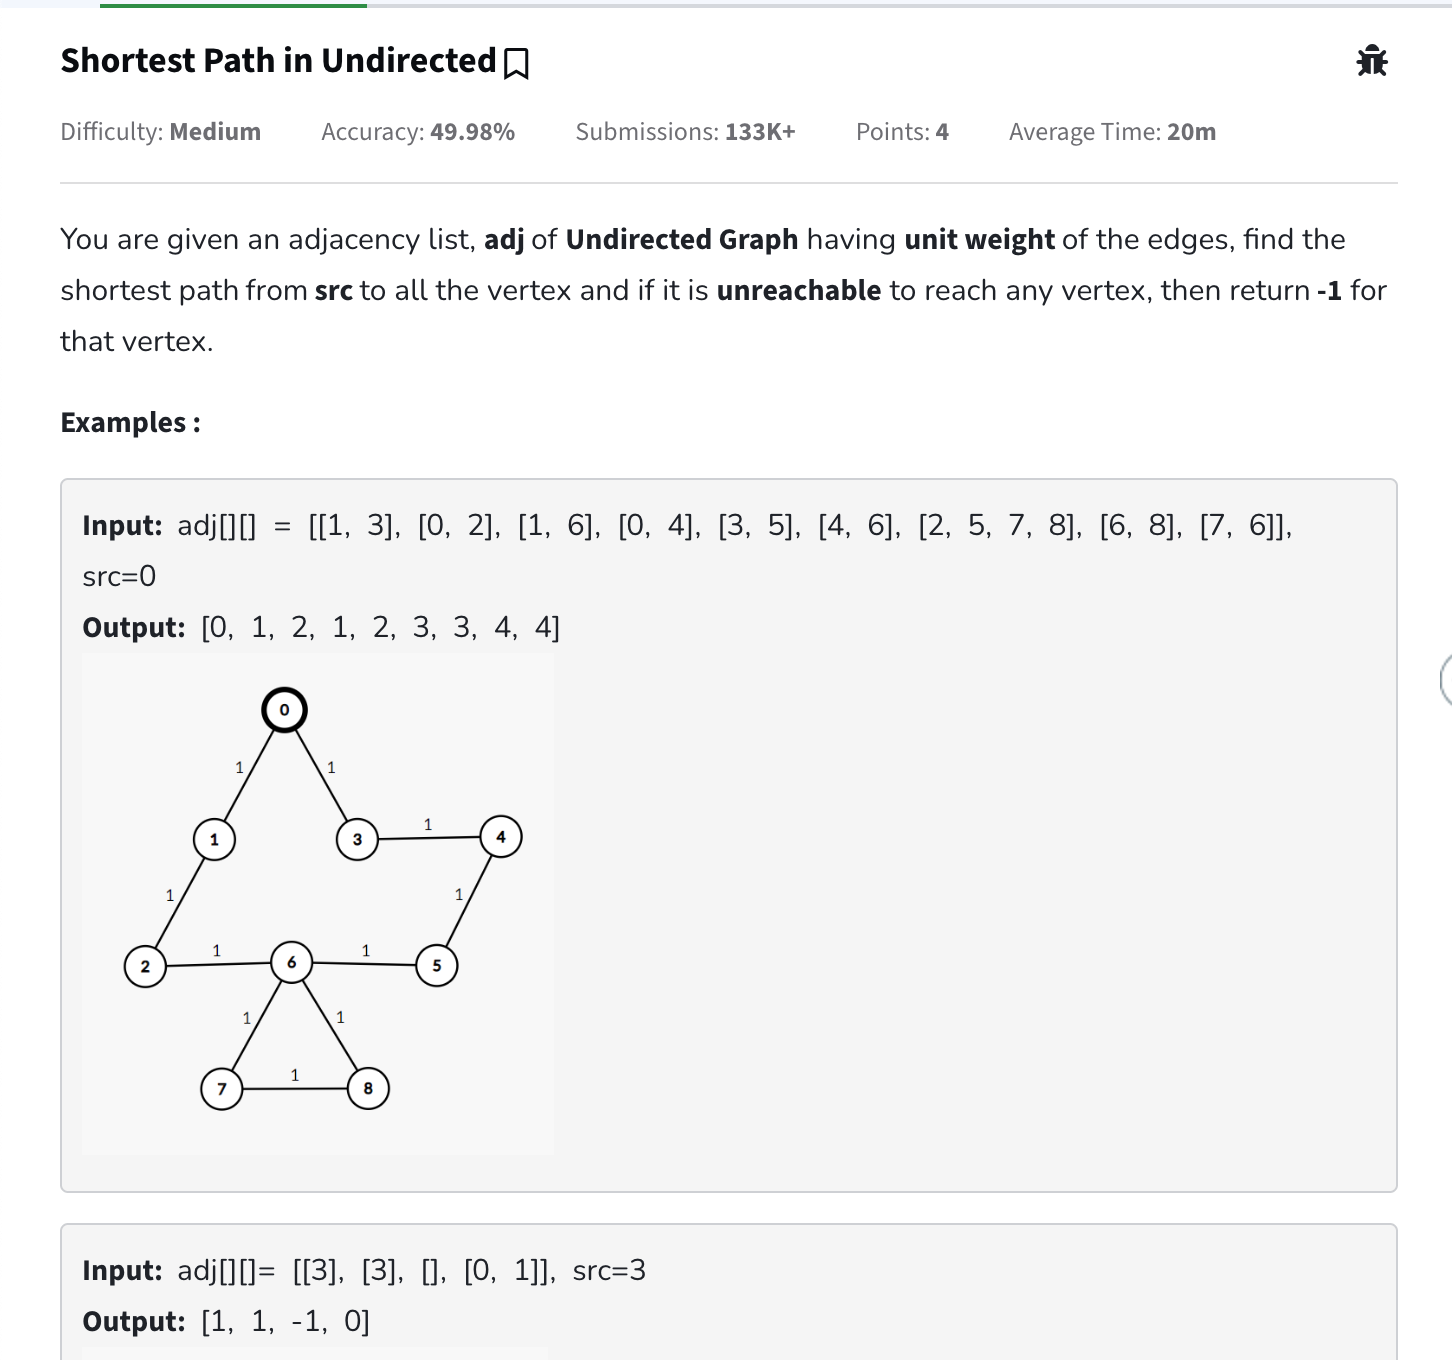 Shortest Path in Undirected
Difficulty: Medium Accuracy: 49.98% Submissions: 133K+ Points: 4 Average Time: 20m
You are given an adjacency list, adj of Undirected Graph having unit weight of the edges, find the
shortest path from src to all the vertex and if it is unreachable to reach any vertex, then return -1 for
that vertex.
Examples :
Input: adj[][] = [[1, 3], [0, 2], [1, 6], [0, 4], [3, 5], [4, 6], [2, 5, 7, 8], [6, 8], [7, 6]],
src=0
Output: [0, 1, 2, 1, 2, 3, 3, 4, 4]
0
1 1
1
1 3 4
1 1
1 1
2 6 5
1 1
1
7 8
Input: adj[][]= [[3], [3], [], [0, 1]], src=3
Output: [1, 1, -1, 0]